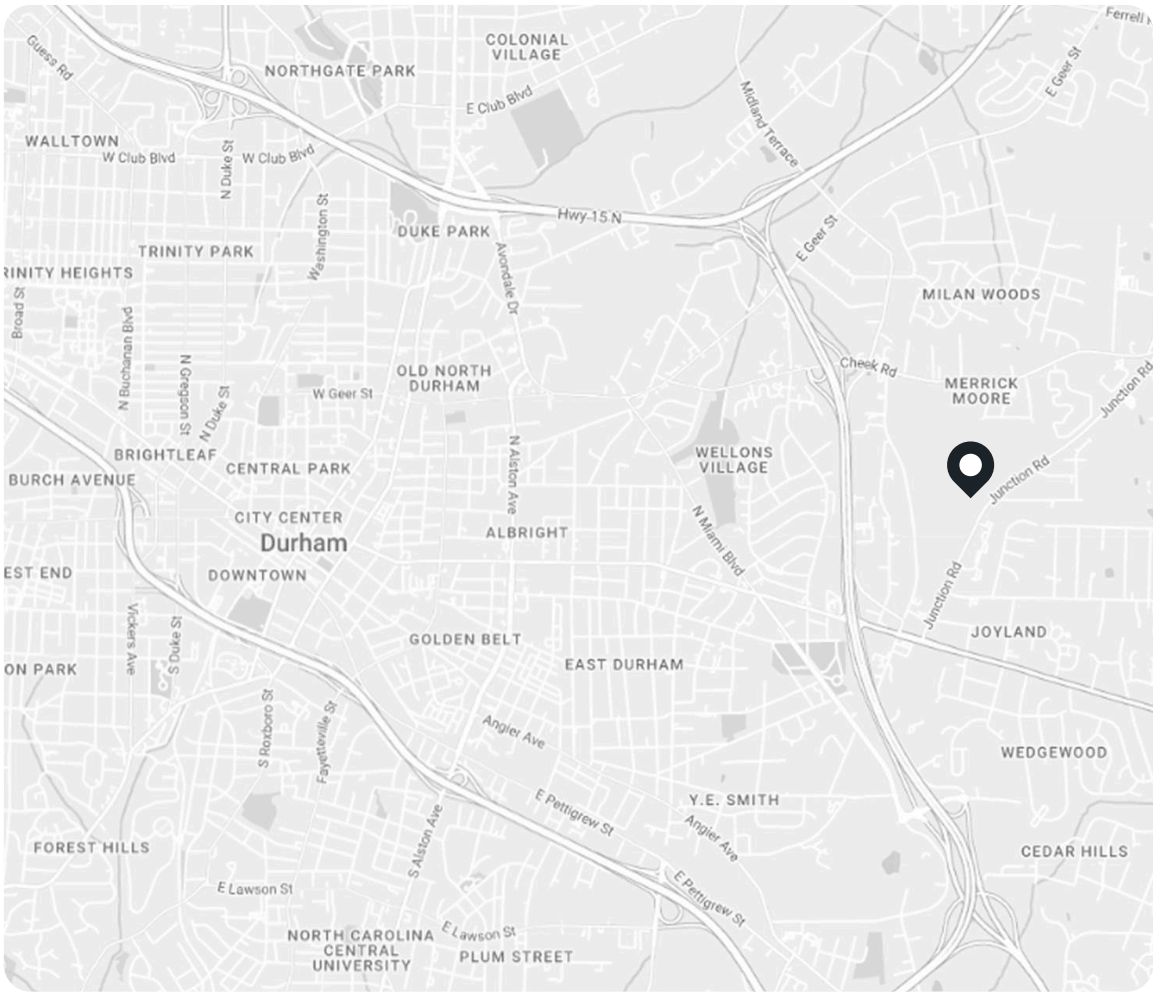 Ferrell
Guess Rd
COLONIAL
VILLAGE
NORTHGATE PARK
E Geer St
E Club Blvd
Midland Terrace
WALLTOWN
W Club Blvd
W Club Blvd
N Duke St
Hwy 15 N
Washington St
DUKE PARK
E Geer St
TRINITY PARK
RINITY HEIGHTS
Avondale Dr
MILAN WOODS
Broad St
N Buchanan Blvd
N Gregson St
Cheek Rd
OLD NORTH
DURHAM
MERRICK
MOORE
Junction Rd
W Geer St
N Duke St
BRIGHTLEAF
CENTRAL PARK
N Alston Ave
WELLONS
VILLAGE
BURCH AVENUE
Junction Rd
CITY CENTER
Durham
ALBRIGHT
N Miami Blvd
EST END
DOWNTOWN
Junction Rd
Vickers Ave
S Duke St
GOLDEN BELT
JOYLAND
EAST DURHAM
ON PARK
S Roxboro St
Fayetteville St
Angier Ave
WEDGEWOOD
E Pettigrew St
Y.E. SMITH
Angier Ave
S Alston Ave
FOREST HILLS
CEDAR HILLS
E Lawson St
E Pettigrew St
NORTH CAROLINA
CENTRAL
UNIVERSITY
E Lawson St
PLUM STREET